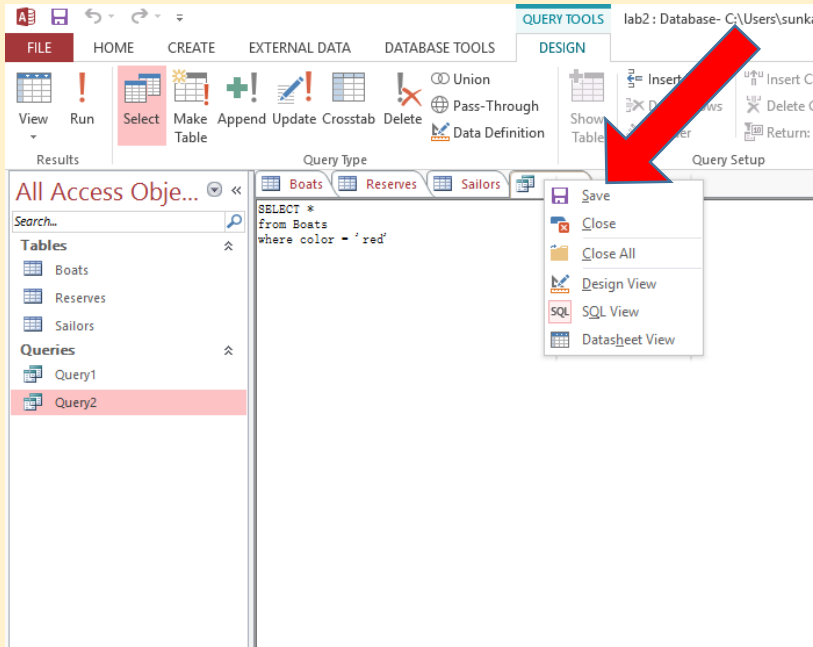 QUERY TOOLS lab2 : Database- C:\Users\sunka
FILE HOME CREATE EXTERNAL DATA DATABASE TOOLS DESIGN
View Run Select Make Table Append Update Crosstab Delete
Union
Pass-Through
Data Definition
Show Table
Insert
Insert C
Delete C
Return:
Results Query Type Query Setup
All Access Obje... «
Search...
Tables
Boats
Reserves
Sailors
Queries
Query1
Query2
Boats Reserves Sailors
SELECT *
from Boats
where color = 'red'
Save
Close
Close All
Design View
SQL SQL View
Datasheet View